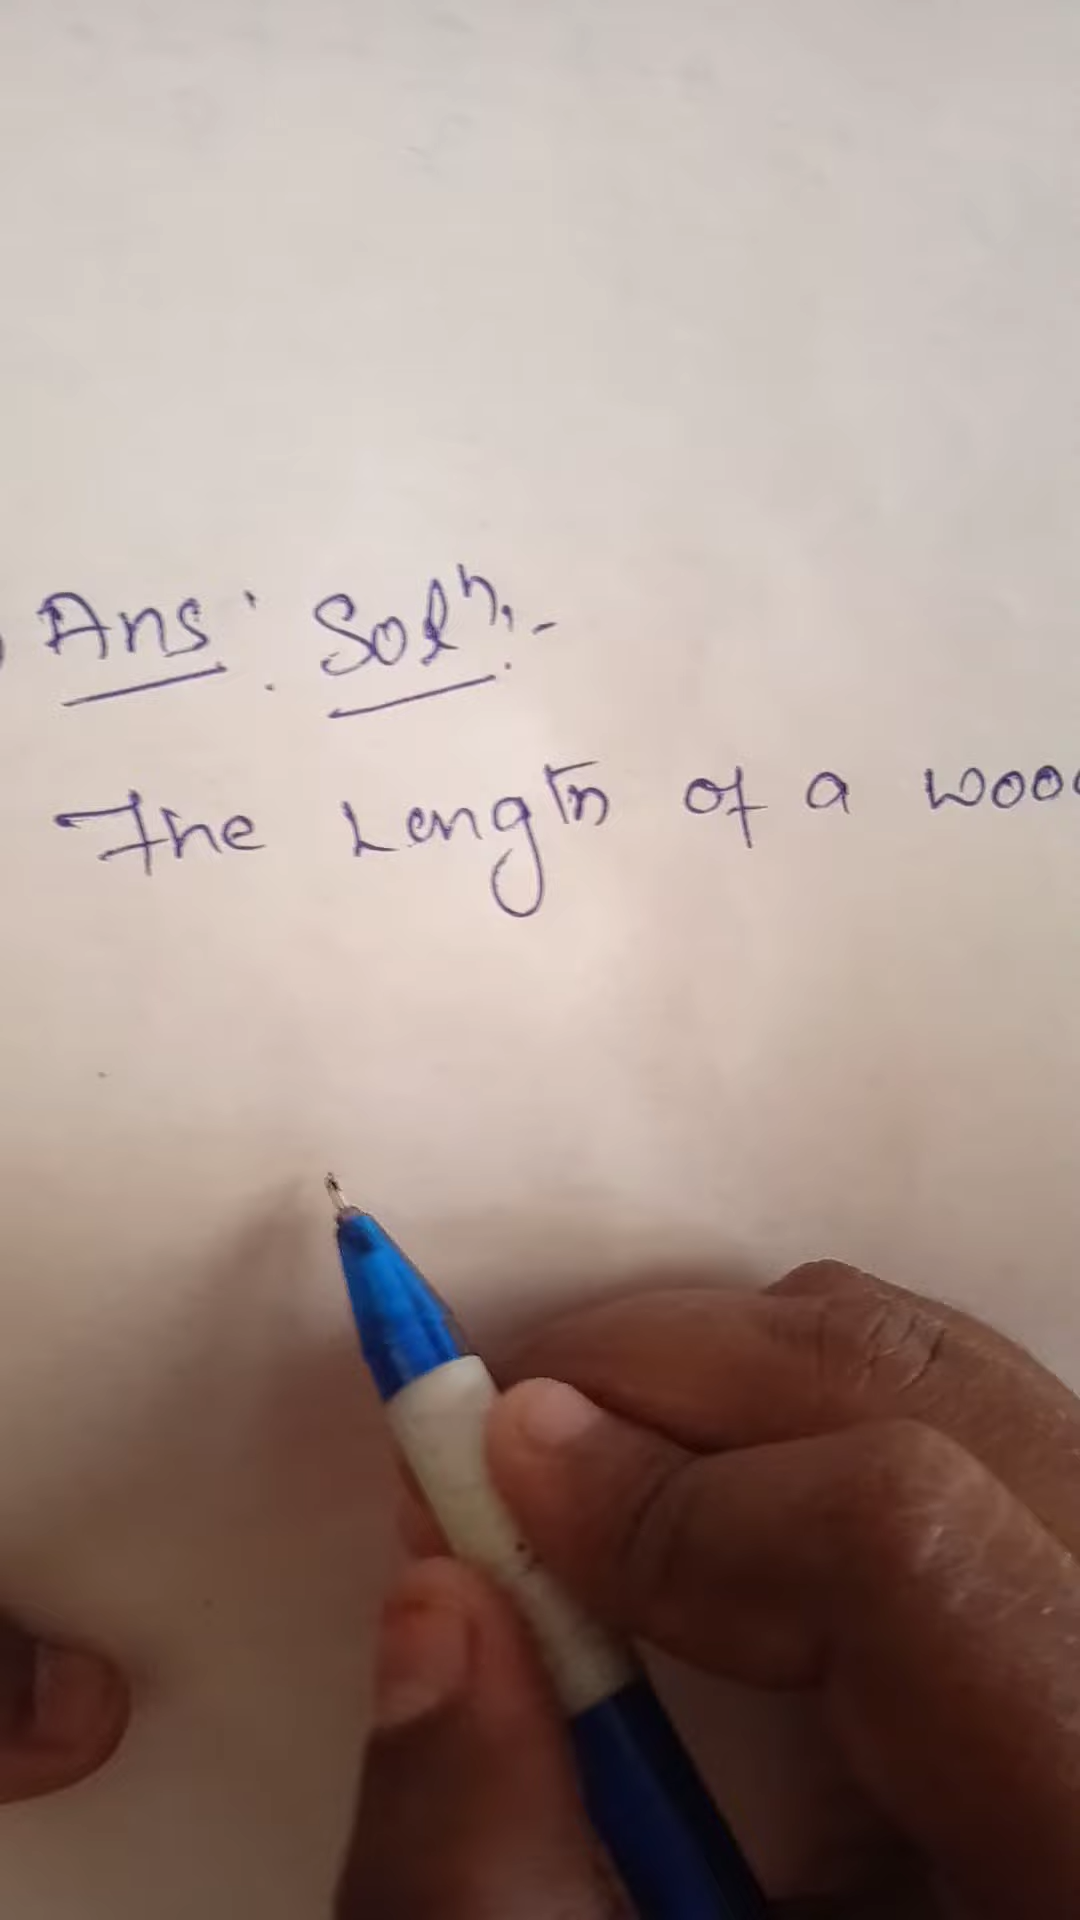 Ans: Solⁿ:-
The Length of a